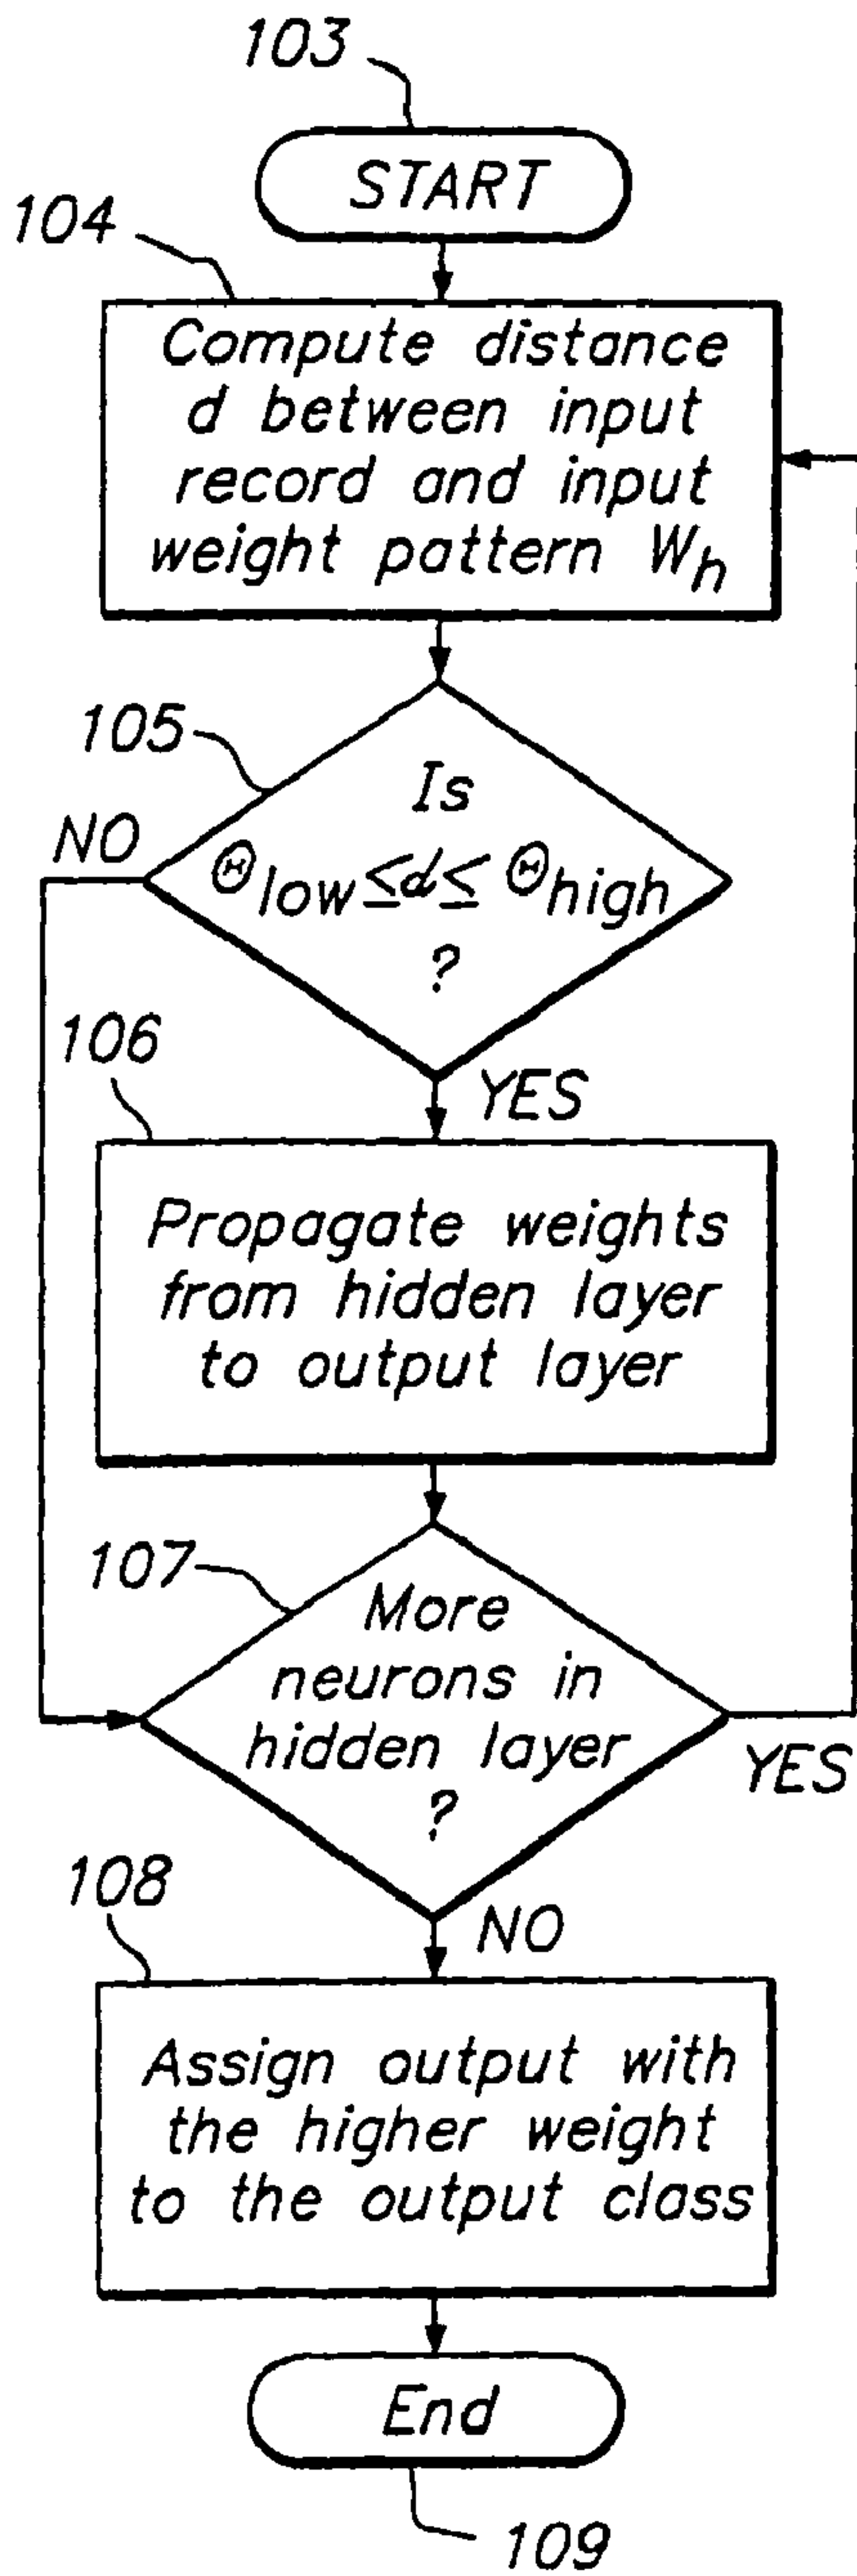 103
START
104
Compute distance
d between input
record and input
weight pattern Wh
105
Is
NO
Θlow ≤d≤ Θhigh
?
106
YES
Propagate weights
from hidden layer
to output layer
107
More
neurons in
hidden layer
?
YES
108
NO
Assign output with
the higher weight
to the output class
End
109